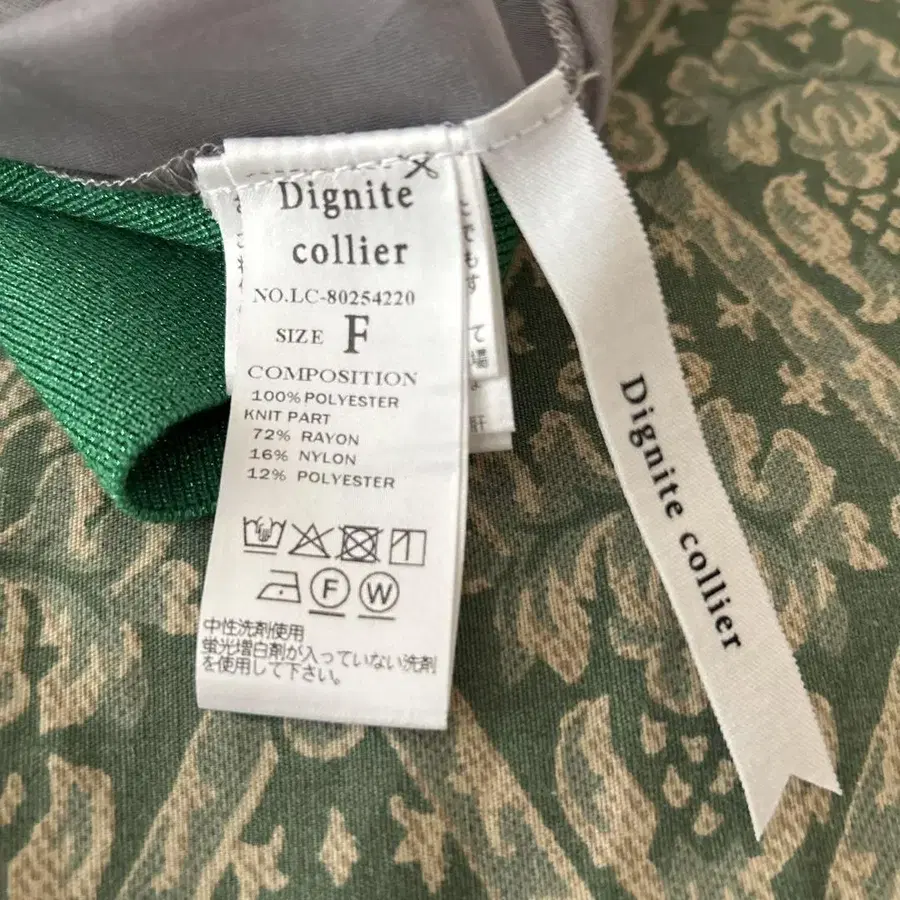 Dignite
collier
NO.LC-80254220
SIZE F
COMPOSITION
100%POLYESTER
KNIT PART
72% RAYON
16% NYLON
12% POLYESTER
F
W
中性洗剤使用
蛍光増白剤が入っていない洗剤
を使用して下さい。
Dignite collier